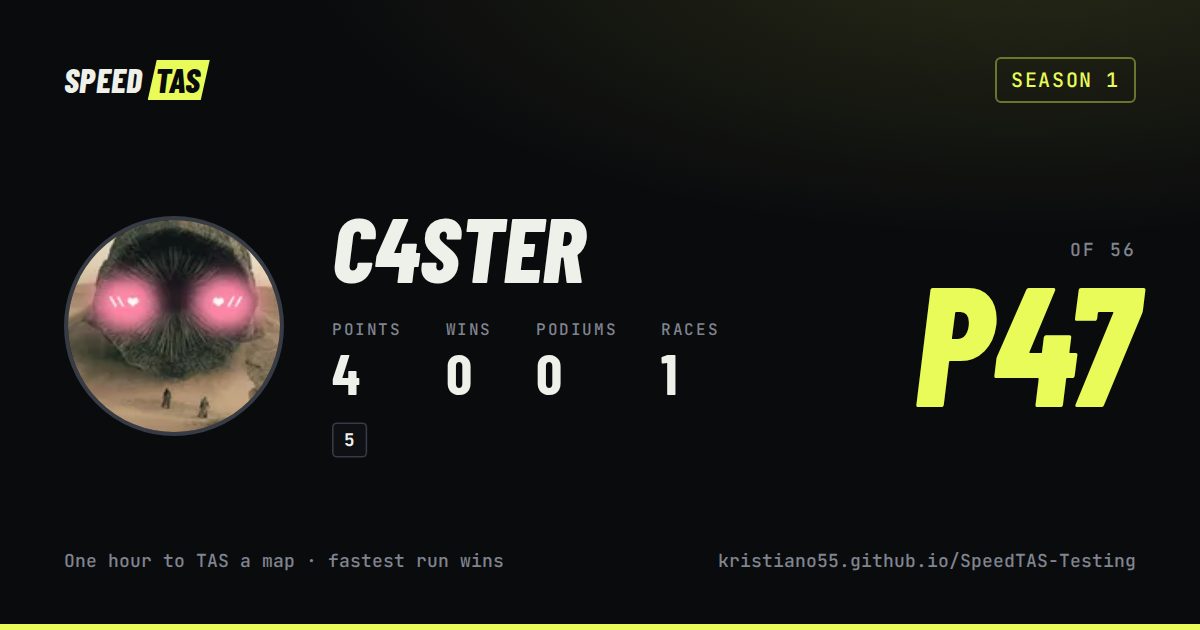 SPEED TAS
SEASON 1
C4STER
OF 56
P47
POINTS WINS PODIUMS RACES
4 0 0 1
5
One hour to TAS a map · fastest run wins
kristiano55.github.io/SpeedTAS-Testing